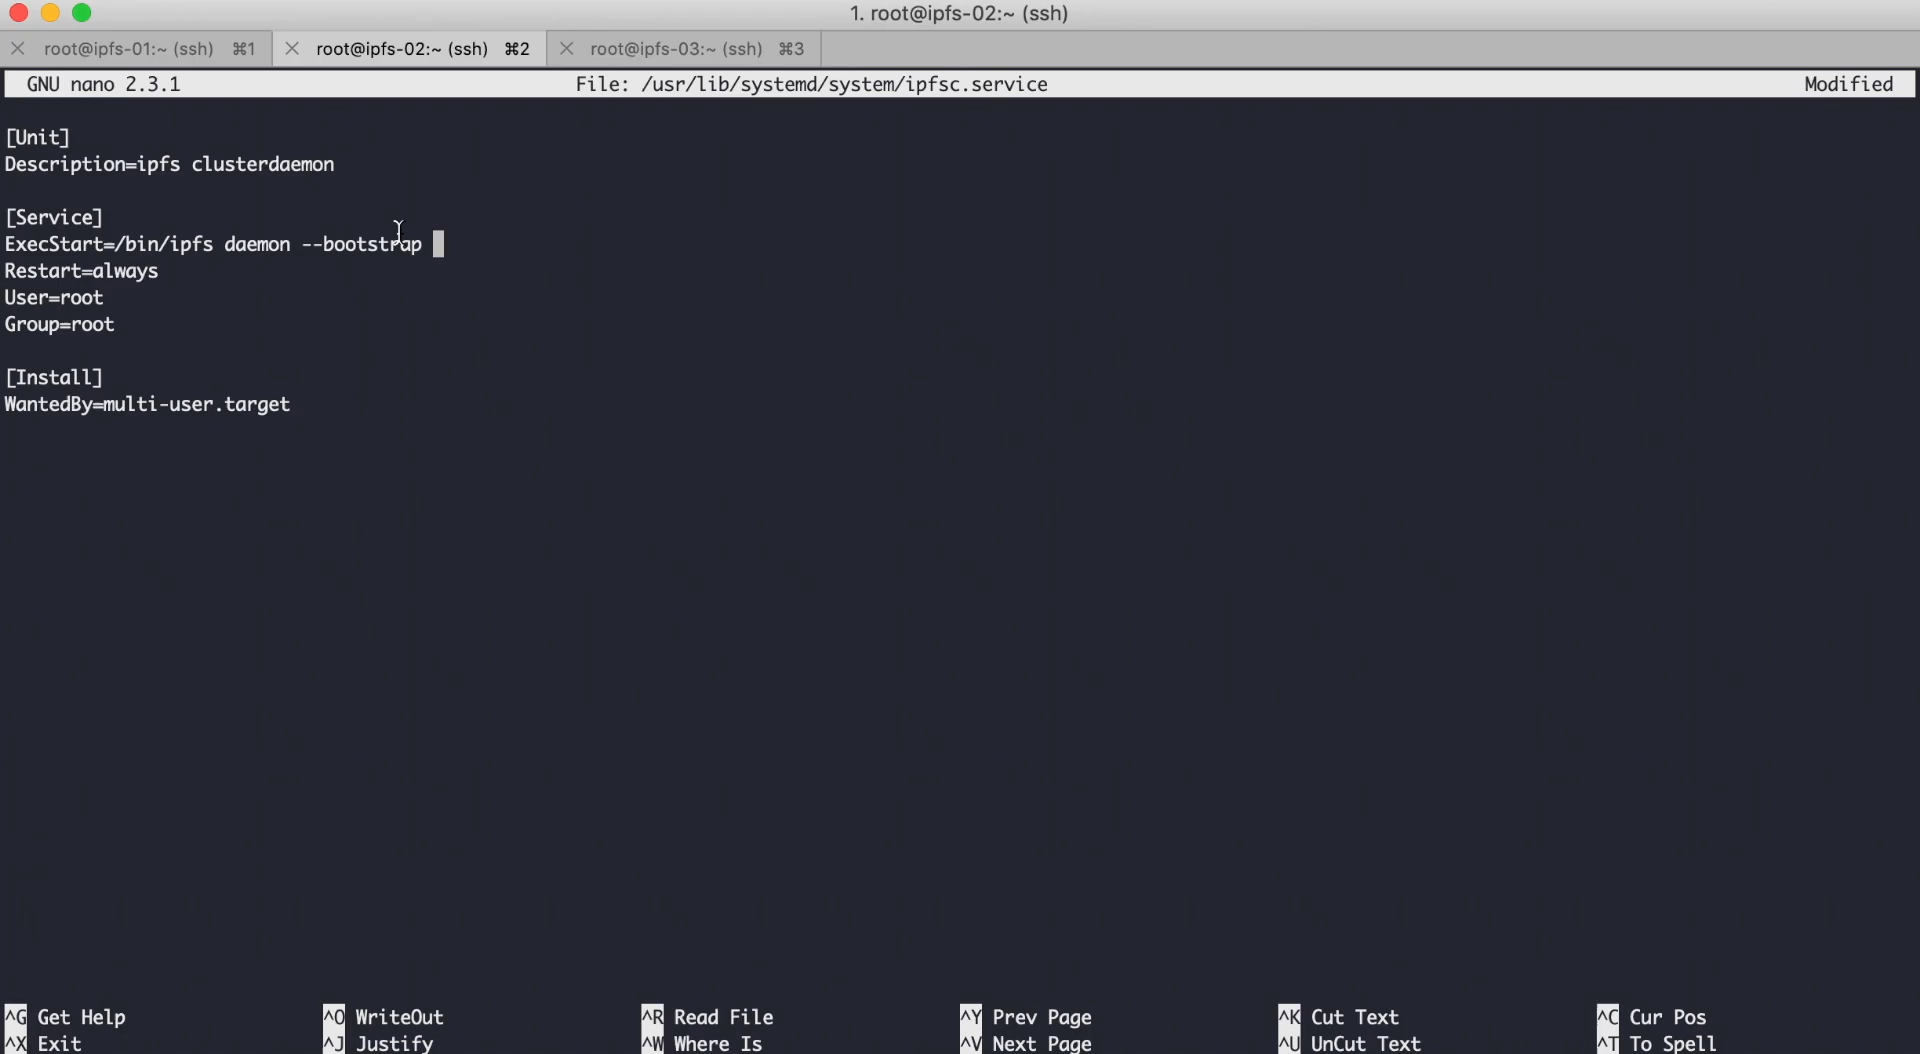 1. root@ipfs-02:~ (ssh)
root@ipfs-01:~ (ssh) ⌘1 root@ipfs-02:~ (ssh) ⌘2 root@ipfs-03:~ (ssh) ⌘3
GNU nano 2.3.1 File: /usr/lib/systemd/system/ipfsc.service Modified
[Unit]
Description=ipfs clusterdaemon
[Service]
ExecStart=/bin/ipfs daemon --bootstrap
Restart=always
User=root
Group=root
[Install]
WantedBy=multi-user.target
^G Get Help ^O WriteOut ^R Read File ^Y Prev Page ^K Cut Text ^C Cur Pos
^X Exit ^J Justify ^W Where Is ^V Next Page ^U UnCut Text ^T To Spell